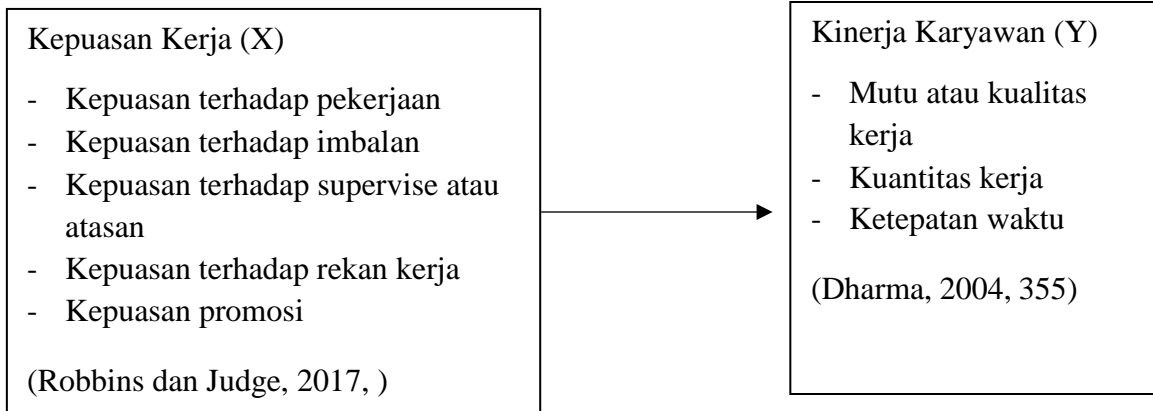 Kepuasan Kerja (X)
- Kepuasan terhadap pekerjaan
- Kepuasan terhadap imbalan
- Kepuasan terhadap supervise atau
atasan
- Kepuasan terhadap rekan kerja
- Kepuasan promosi
(Robbins dan Judge, 2017, )
Kinerja Karyawan (Y)
- Mutu atau kualitas
kerja
- Kuantitas kerja
- Ketepatan waktu
(Dharma, 2004, 355)